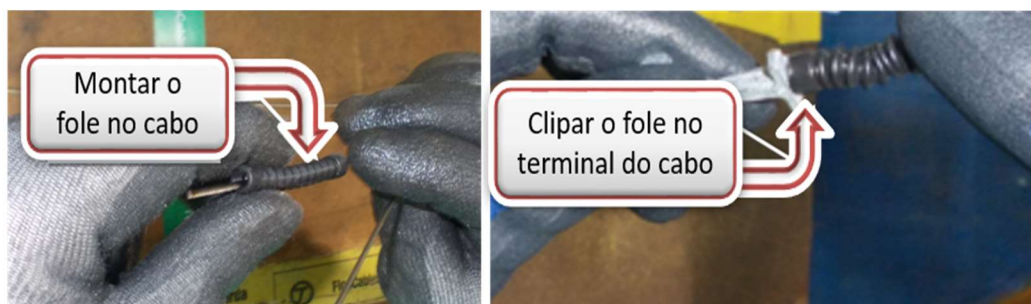 Montar o
fole no cabo
Clipar o fole no
terminal do cabo